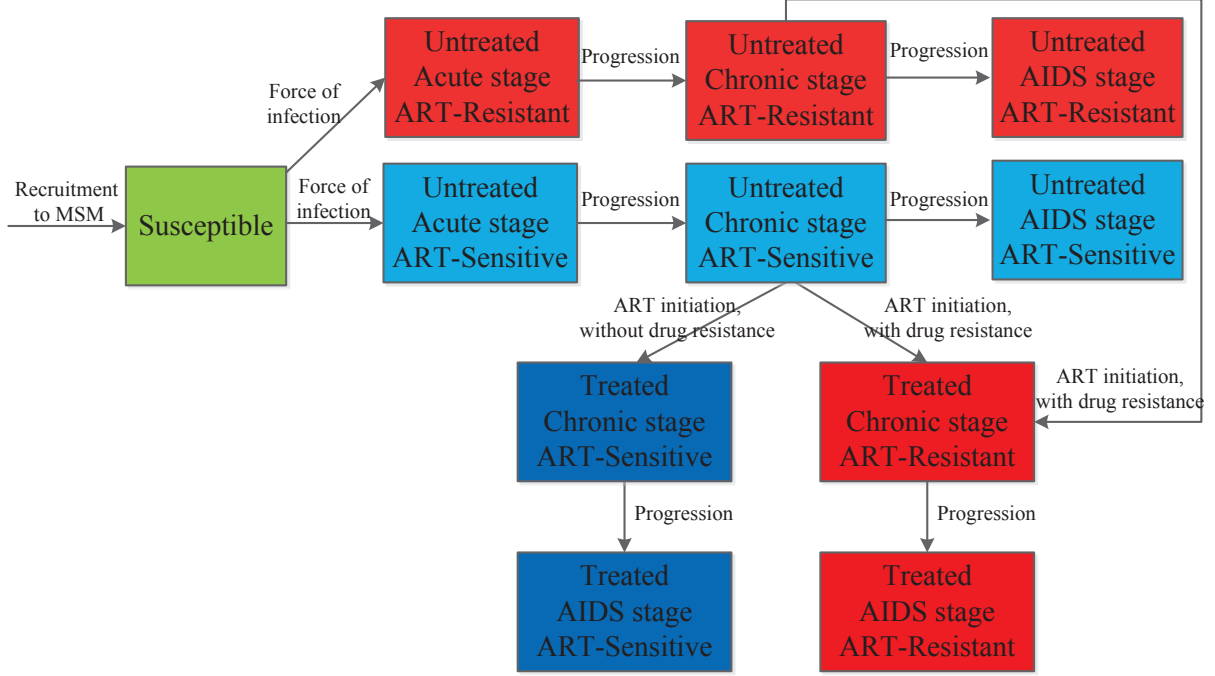 Untreated
Acute stage
ART-Resistant
Progression
Untreated
Chronic stage
ART-Resistant
Progression
Untreated
AIDS stage
ART-Resistant
Force of
infection
Recruitment
to MSM
Susceptible
Force of
infection
Untreated
Acute stage
ART-Sensitive
Progression
Untreated
Chronic stage
ART-Sensitive
Progression
Untreated
AIDS stage
ART-Sensitive
ART initiation,
without drug resistance
ART initiation,
with drug resistance
ART initiation,
with drug resistance
Treated
Chronic stage
ART-Sensitive
Treated
Chronic stage
ART-Resistant
Progression
Progression
Treated
AIDS stage
ART-Sensitive
Treated
AIDS stage
ART-Resistant